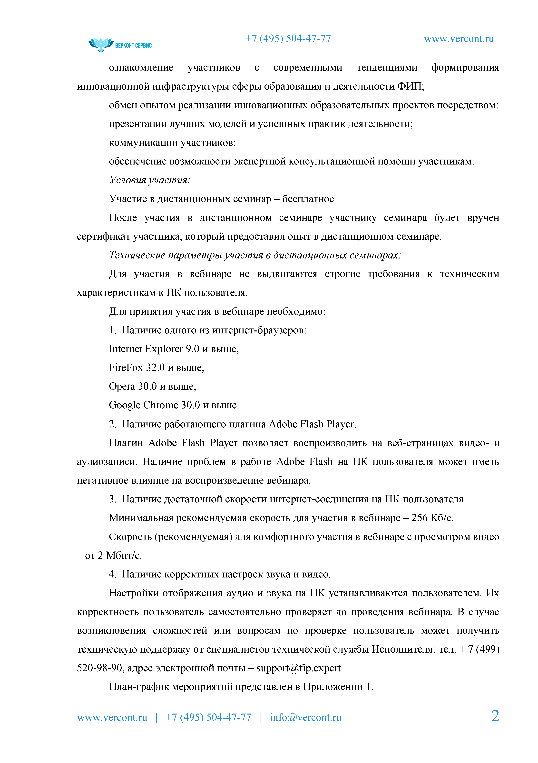 ВЕРКОНТ СЕРВИС
+7 (495) 504-47-77
www.vercont.ru
ознакомление участников с современными тенденциями формирования
инновационной инфраструктуры сферы образования и деятельности ФИП;
обмен опытом реализации инновационных образовательных проектов посредством:
презентации лучших моделей и успешных практик деятельности;
коммуникации участников;
обеспечение возможности экспертной консультационной помощи участникам.
Условия участия:
Участие в дистанционных семинар – бесплатное
После участия в дистанционном семинаре участнику семинара будет вручен
сертификат участника, который предоставил опыт в дистанционном семинаре.
Технические параметры участия в дистанционных семинарах:
Для участия в вебинаре не выдвигаются строгие требования к техническим
характеристикам к ПК пользователя.
Для принятия участия в вебинаре необходимо:
1. Наличие одного из интернет-браузеров:
Internet Explorer 9.0 и выше,
FireFox 32.0 и выше,
Opera 30.0 и выше,
Google Chrome 30.0 и выше
2. Наличие работающего плагина Adobe Flash Player.
Плагин Adobe Flash Player позволяет воспроизводить на веб-страницах видео- и
аудиозаписи. Наличие проблем в работе Adobe Flash на ПК пользователя может иметь
негативное влияние на воспроизведение вебинара.
3. Наличие достаточной скорости интернет-соединения на ПК пользователя
Минимальная рекомендуемая скорость для участия в вебинаре – 256 Кб/с.
Скорость (рекомендуемая) для комфортного участия в вебинаре с просмотром видео
– от 2 Мбит/с.
4. Наличие корректных настроек звука и видео.
Настройки отображения аудио и звука на ПК устанавливаются пользователем. Их
корректность пользователь самостоятельно проверяет до проведения вебинара. В случае
возникновения сложностей или вопросам по проверке пользователь может получить
техническую поддержку от специалистов технической службы Исполнителя: тел. + 7 (499)
520-98-90, адрес электронной почты – support@fip.expert
План-график мероприятий представлен в Приложении 1.
www.vercont.ru | +7 (495) 504-47-77 | info@vercont.ru
2